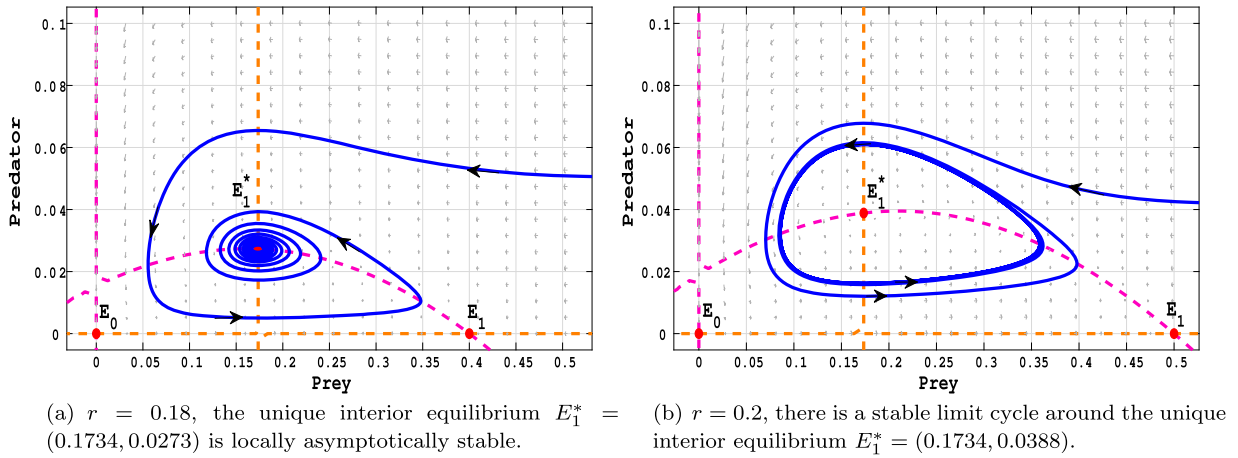 0.1
0.08
0.06
0.04
0.02
0
Predator
E1*
E0
E1
0 0.05 0.1 0.15 0.2 0.25 0.3 0.35 0.4 0.45 0.5
Prey
(a) r = 0.18, the unique interior equilibrium E1* =
(0.1734, 0.0273) is locally asymptotically stable.
0.1
0.08
0.06
0.04
0.02
0
Predator
E1*
E0
E1
0 0.05 0.1 0.15 0.2 0.25 0.3 0.35 0.4 0.45 0.5
Prey
(b) r = 0.2, there is a stable limit cycle around the unique
interior equilibrium E1* = (0.1734, 0.0388).